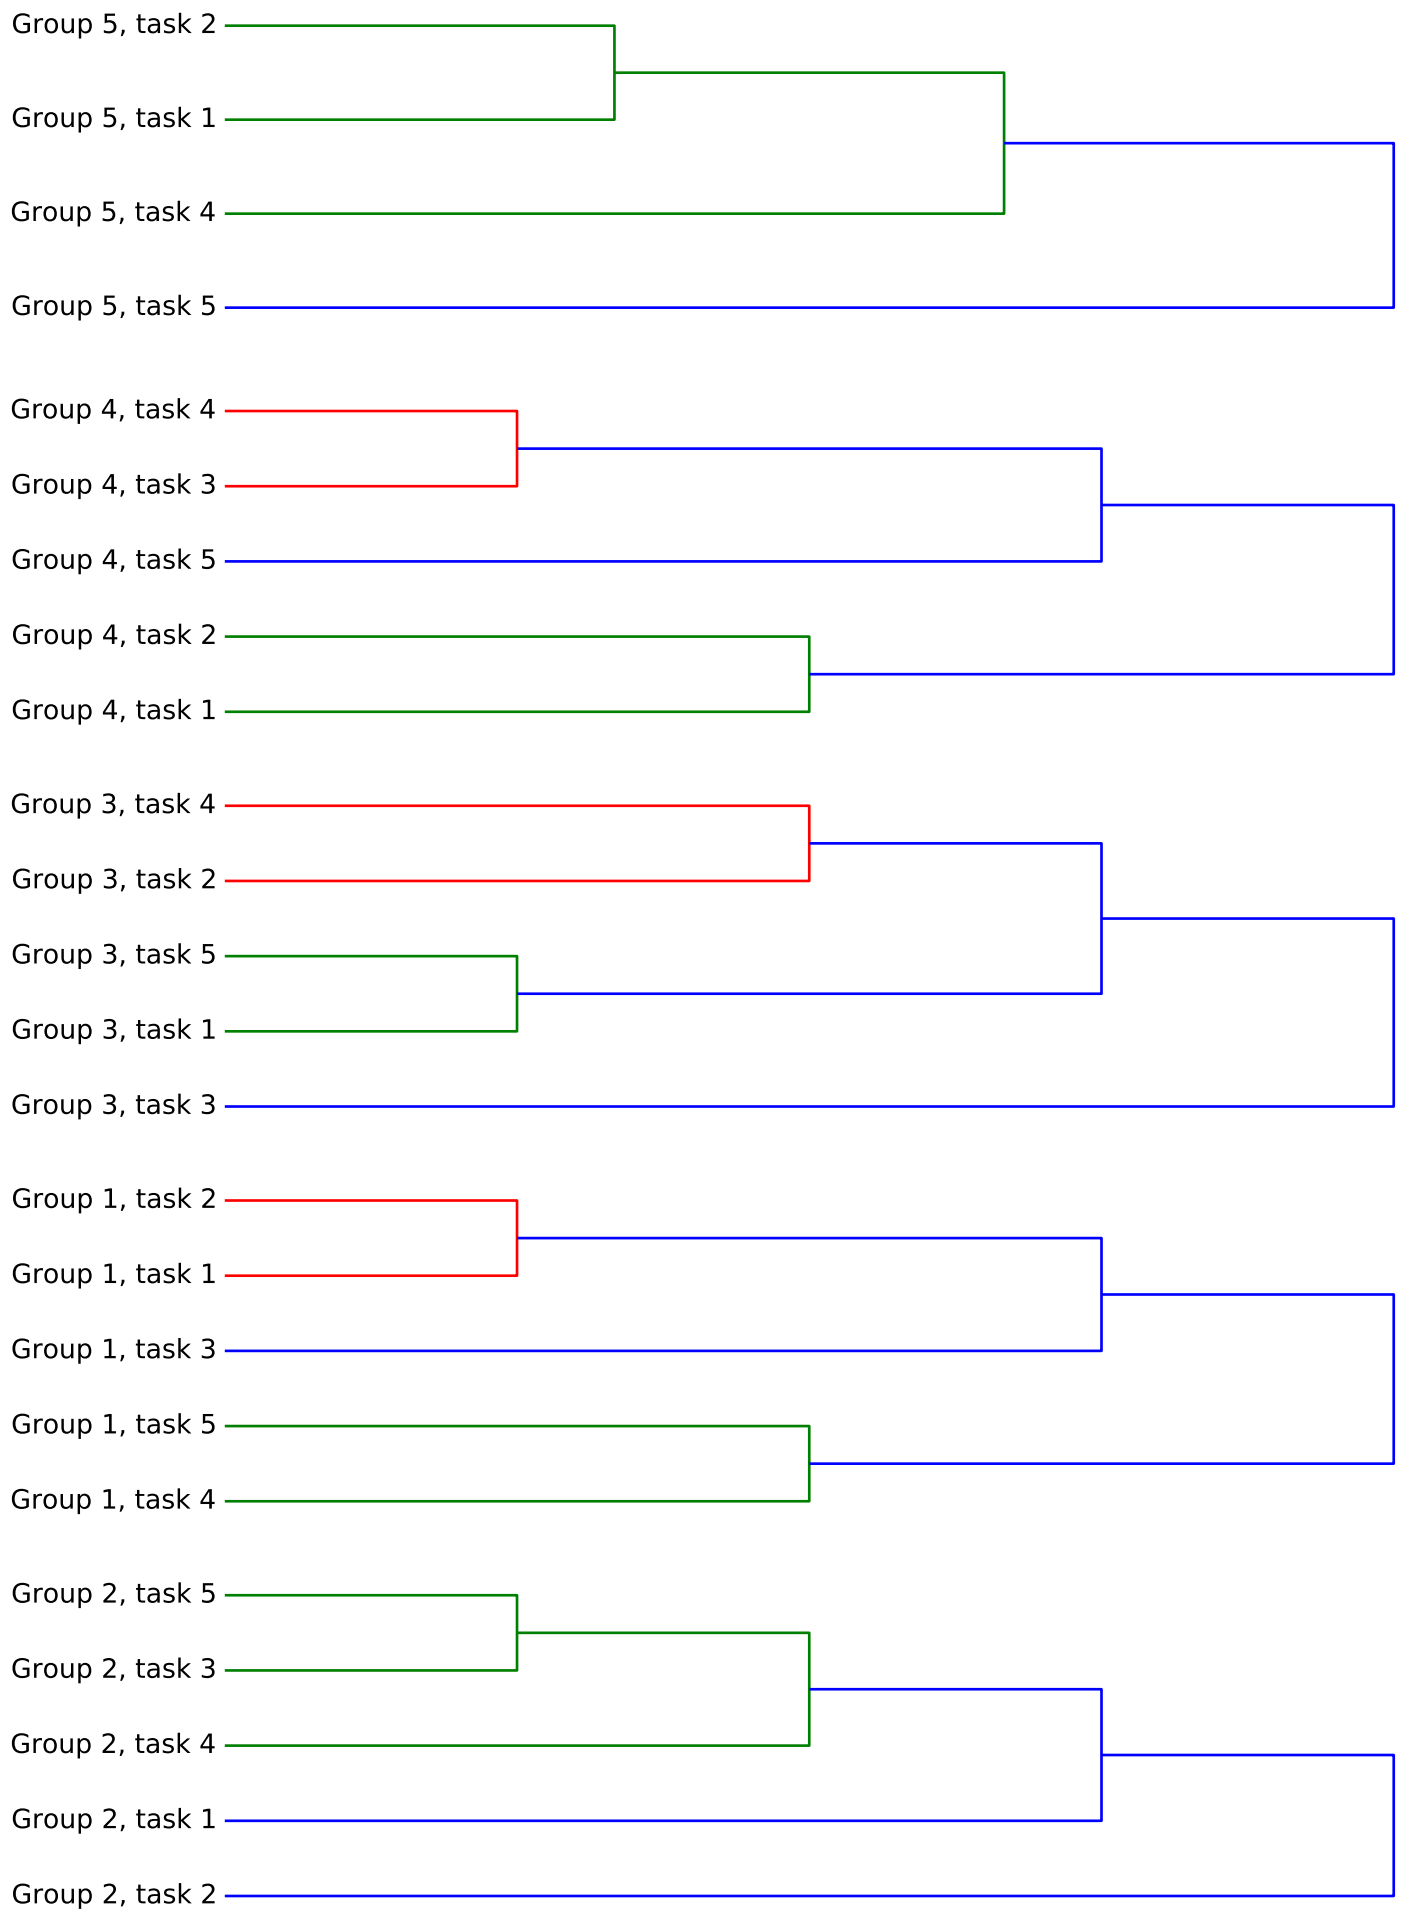 Group 5, task 2
Group 5, task 1
Group 5, task 4
Group 5, task 5
Group 4, task 4
Group 4, task 3
Group 4, task 5
Group 4, task 2
Group 4, task 1
Group 3, task 4
Group 3, task 2
Group 3, task 5
Group 3, task 1
Group 3, task 3
Group 1, task 2
Group 1, task 1
Group 1, task 3
Group 1, task 5
Group 1, task 4
Group 2, task 5
Group 2, task 3
Group 2, task 4
Group 2, task 1
Group 2, task 2